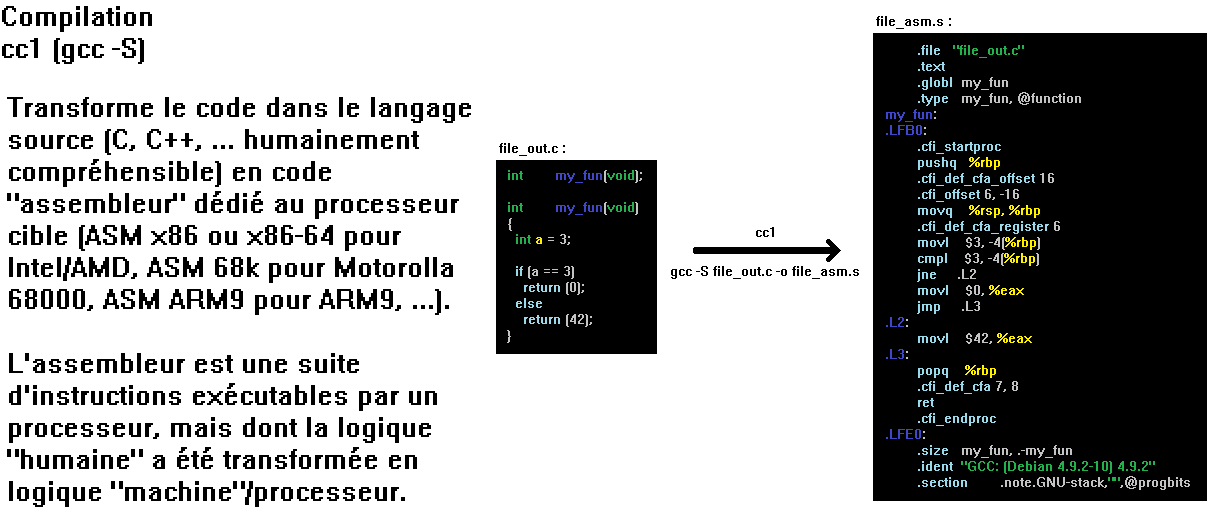 Compilation
cc1 (gcc -S)
Transforme le code dans le langage
source (C, C++, ... humainement
compréhensible) en code
"assembleur" dédié au processeur
cible (ASM x86 ou x86-64 pour
Intel/AMD, ASM 68k pour Motorolla
68000, ASM ARM9 pour ARM9, ...).
L'assembleur est une suite
d'instructions exécutables par un
processeur, mais dont la logique
"humaine" a été transformée en
logique "machine"/processeur.
file_out.c :
int my_fun(void);
int my_fun(void)
{
int a = 3;
if (a == 3)
return (0);
else
return (42);
}
cc1
gcc -S file_out.c -o file_asm.s
file_asm.s :
.file "file_out.c"
.text
.globl my_fun
.type my_fun, @function
my_fun:
.LFB0:
.cfi_startproc
pushq %rbp
.cfi_def_cfa_offset 16
.cfi_offset 6, -16
movq %rsp, %rbp
.cfi_def_cfa_register 6
movl $3, -4(%rbp)
cmpl $3, -4(%rbp)
jne .L2
movl $0, %eax
jmp .L3
.L2:
movl $42, %eax
.L3:
popq %rbp
.cfi_def_cfa 7, 8
ret
.cfi_endproc
.LFE0:
.size my_fun, .-my_fun
.ident "GCC: (Debian 4.9.2-10) 4.9.2"
.section .note.GNU-stack,"",@progbits